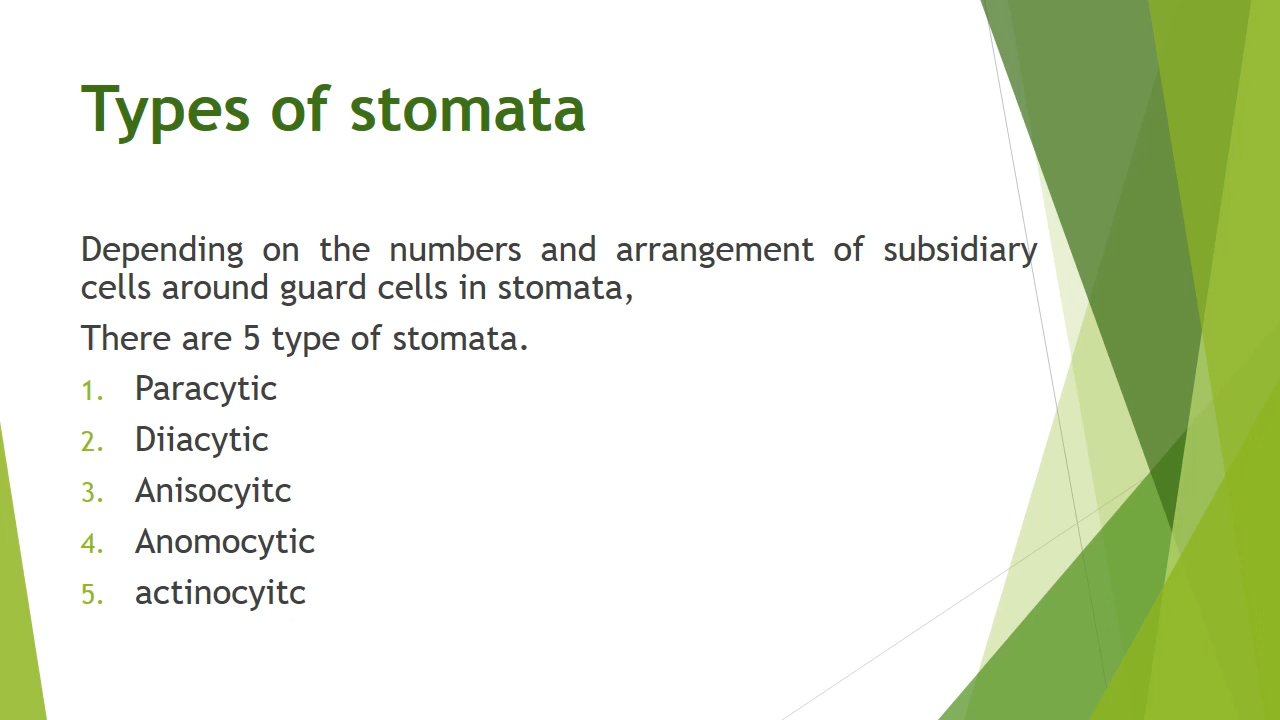 Types of stomata
Depending on the numbers and arrangement of subsidiary
cells around guard cells in stomata,
There are 5 type of stomata.
1. Paracytic
2. Diiacytic
3. Anisocyitc
4. Anomocytic
5. actinocyitc